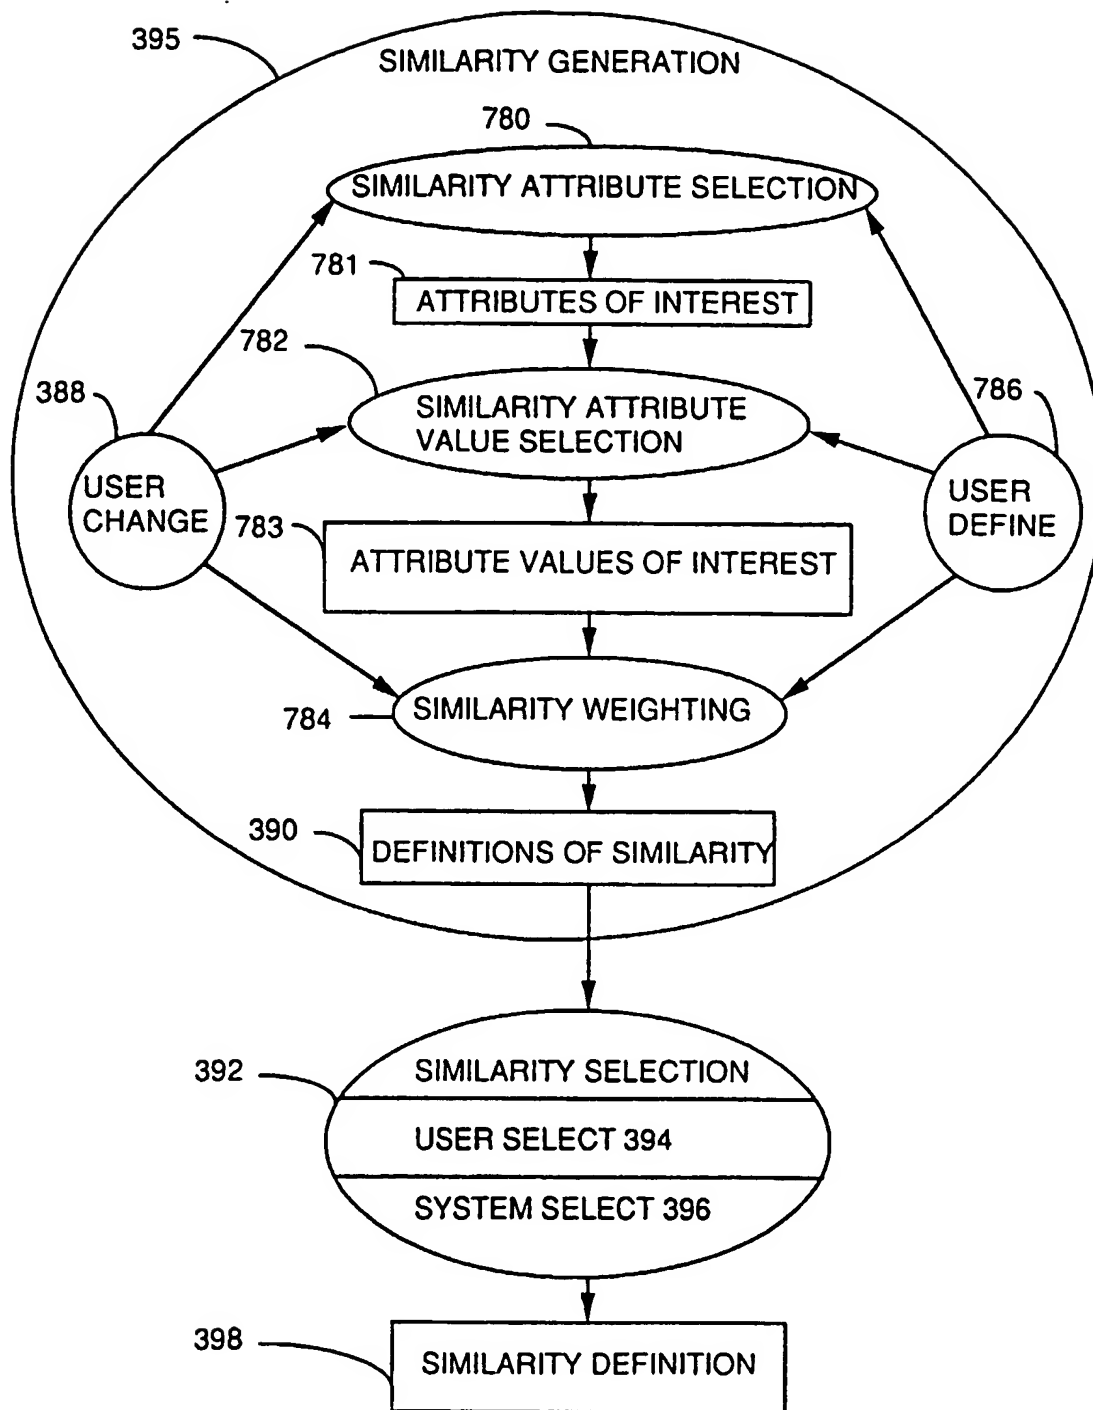 395
SIMILARITY GENERATION
780
SIMILARITY ATTRIBUTE SELECTION
781
ATTRIBUTES OF INTEREST
782
SIMILARITY ATTRIBUTE
VALUE SELECTION
388
USER
CHANGE
786
USER
DEFINE
783
ATTRIBUTE VALUES OF INTEREST
784
SIMILARITY WEIGHTING
390
DEFINITIONS OF SIMILARITY
392
SIMILARITY SELECTION
USER SELECT 394
SYSTEM SELECT 396
398
SIMILARITY DEFINITION